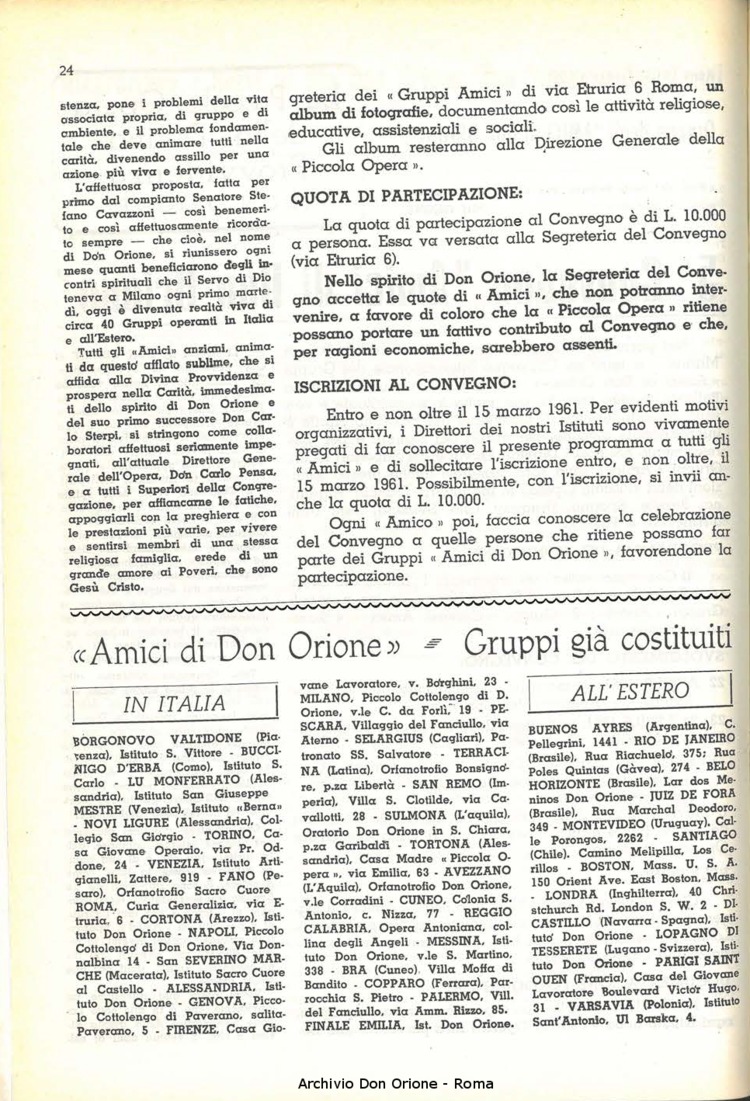 24
stenza, pone i problemi della vita
associata propria, di gruppo e di
ambiente, e il problema fondamen-
tale che deve animare tutti nella
carità, divenendo assillo per una
azione più viva e fervente.
L'affettuosa proposta, fatta per
primo dal compianto Senatore Ste-
fano Cavazzoni — così benemeri-
to e così affettuosamente ricorda-
to sempre — che cioè, nel nome
di Don Orione, si riunissero ogni
mese quanti beneficiarono degli in-
contri spirituali che il Servo di Dio
teneva a Milano ogni primo marte-
dì, oggi è divenuta realtà viva di
circa 40 Gruppi operanti in Italia
e all'Estero.
Tutti gli «Amici» anziani, anima-
ti da questo afflato sublime, che si
affida alla Divina Provvidenza e
prospera nella Carità, immedesima-
ti dello spirito di Don Orione e
del suo primo successore Don Car-
lo Sterpi, si stringono come colla-
boratori affettuosi seriamente impe-
gnati, all'attuale Direttore Gene-
rale dell'Opera, Don Carlo Pensa,
e a tutti i Superiori della Congre-
gazione, per affiancarne le fatiche,
appoggiarli con la preghiera e con
le prestazioni più varie, per vivere
e sentirsi membri di una stessa
religiosa famiglia, erede di un
grande amore ai Poveri, che sono
Gesù Cristo.
greteria dei « Gruppi Amici » di via Etruria 6 Roma, un
album di fotografie, documentando così le attività religiose,
educative, assistenziali e sociali.
Gli album resteranno alla Direzione Generale della
« Piccola Opera ».
QUOTA DI PARTECIPAZIONE:
La quota di partecipazione al Convegno è di L. 10.000
a persona. Essa va versata alla Segreteria del Convegno
(via Etruria 6).
Nello spirito di Don Orione, la Segreteria del Conve-
gno accetta le quote di « Amici », che non potranno inter-
venire, a favore di coloro che la « Piccola Opera » ritiene
possano portare un fattivo contributo al Convegno e che,
per ragioni economiche, sarebbero assenti.
ISCRIZIONI AL CONVEGNO:
Entro e non oltre il 15 marzo 1961. Per evidenti motivi
organizzativi, i Direttori dei nostri Istituti sono vivamente
pregati di far conoscere il presente programma a tutti gli
« Amici » e di sollecitare l'iscrizione entro, e non oltre, il
15 marzo 1961. Possibilmente, con l'iscrizione, si invii an-
che la quota di L. 10.000.
Ogni « Amico » poi, faccia conoscere la celebrazione
del Convegno a quelle persone che ritiene possano far
parte dei Gruppi « Amici di Don Orione », favorendone la
partecipazione.
«Amici di Don Orione» = Gruppi già costituiti
IN ITALIA
BORGONOVO VALTIDONE (Pia-
cenza), Istituto S. Vittore - BUCCI-
NIGO D'ERBA (Como), Istituto S.
Carlo - LU MONFERRATO (Ales-
sandria), Istituto San Giuseppe
MESTRE (Venezia), Istituto «Berna»
- NOVI LIGURE (Alessandria), Col-
legio San Giorgio - TORINO, Ca-
sa Giovane Operaio, via Pr. Od-
done, 24 - VENEZIA, Istituto Arti-
gianelli, Zattere, 919 - FANO (Pe-
saro), Orfanotrofio Sacro Cuore
ROMA, Curia Generalizia, via E-
truria, 6 - CORTONA (Arezzo), Isti-
tuto Don Orione - NAPOLI, Piccolo
Cottolengo di Don Orione, Via Don-
nalbina 14 - San SEVERINO MAR-
CHE (Macerata), Istituto Sacro Cuore
al Castello - ALESSANDRIA, Isti-
tuto Don Orione - GENOVA, Picco-
lo Cottolengo di Paverano, salita
Paverano, 5 - FIRENZE, Casa Gio-
vane Lavoratore, v. Borghini, 23 -
MILANO, Piccolo Cottolengo di D.
Orione, v.le C. da Forlì, 19 - PE-
SCARA, Villaggio del Fanciullo, via
Aterno - SELARGIUS (Cagliari), Pa-
tronato SS. Salvatore - TERRACI-
NA (Latina), Orfanotrofio Bonsigno-
re, p.za Libertà - SAN REMO (Im-
peria), Villa S. Clotilde, via Ca-
vallotti, 28 - SULMONA (L'aquila),
Oratorio Don Orione in S. Chiara,
p.za Garibaldi - TORTONA (Ales-
sandria), Casa Madre « Piccola O-
pera », via Emilia, 63 - AVEZZANO
(L'Aquila), Orfanotrofio Don Orione,
v.le Corradini - CUNEO, Colonia S.
Antonio, c. Nizza, 77 - REGGIO
CALABRIA, Opera Antoniana, col-
lina degli Angeli - MESSINA, Isti-
tuto Don Orione, v.le S. Martino,
338 - BRA (Cuneo) Villa Moffa di
Bandito - COPPARO (Ferrara), Par-
rocchia S. Pietro - PALERMO, Vill.
del Fanciullo, via Amm. Rizzo, 85.
FINALE EMILIA, Ist. Don Orione.
ALL'ESTERO
BUENOS AYRES (Argentina), C.
Pellegrini, 1441 - RIO DE JANEIRO
(Brasile), Rua Riachuelo, 375; Rua
Poles Quintas (Gàvea), 274 - BELO
HORIZONTE (Brasile), Lar dos Me-
ninos Don Orione - JUIZ DE FORA
(Brasile), Rua Marchal Deodoro,
349 - MONTEVIDEO (Uruguay), Cal-
le Porongos, 2262 - SANTIAGO
(Chile). Camino Melipilla, Los Ce-
rillos - BOSTON, Mass. U. S. A.
150 Orient Ave. East Boston, Mass.
- LONDRA (Inghilterra), 40 Chri-
stchurch Rd. London S. W. 2 - DI-
CASTILLO (Navarra - Spagna), Isti-
tuto Don Orione - LOPAGNO DI
TESSERETE (Lugano - Svizzera), Isti-
tuto Don Orione - PARIGI SAINT
OUEN (Francia), Casa del Giovane
Lavoratore Boulevard Victor Hugo,
31 - VARSAVIA (Polonia), Istituto
Sant'Antonio, Ul Barska, 4.
Archivio Don Orione - Roma